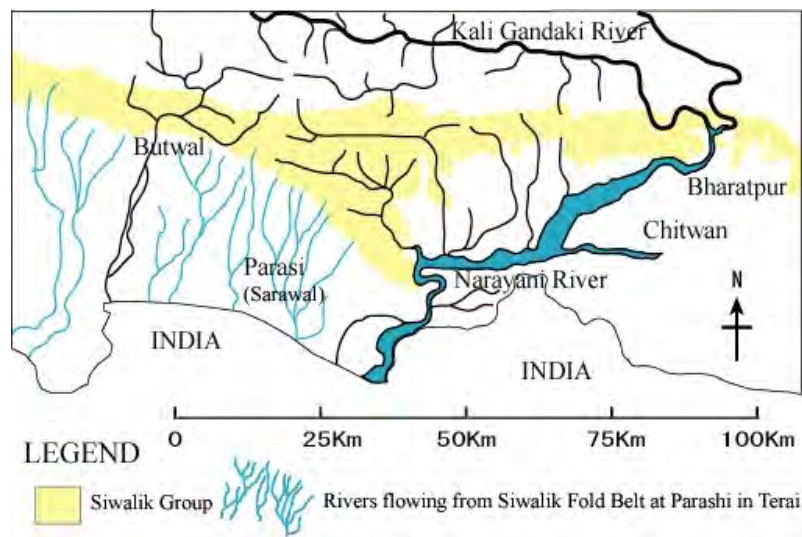 Kali Gandaki River
Butwal
Bharatpur
Chitwan
Parasi
(Sarawal)
Narayani River
N
INDIA
INDIA
0 25Km 50Km 75Km 100Km
LEGEND
Siwalik Group
Rivers flowing from Siwalik Fold Belt at Parashi in Terai